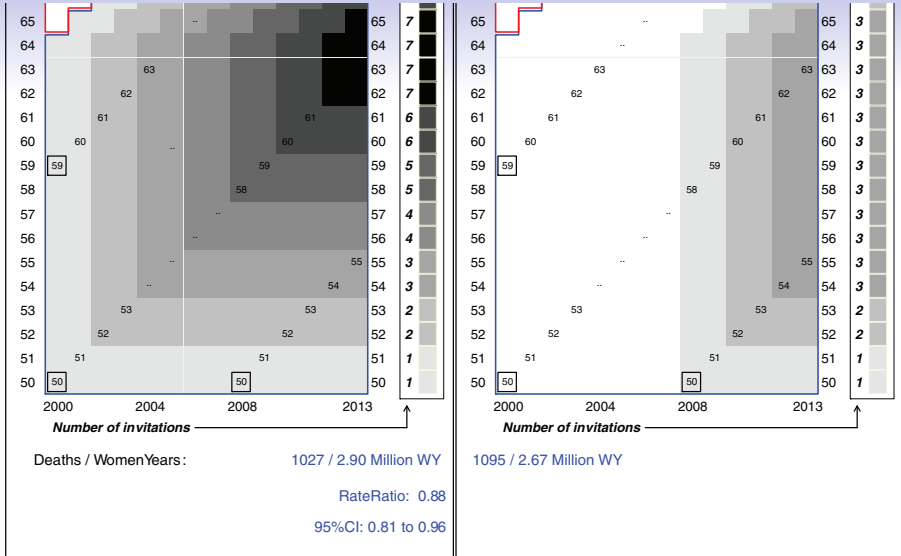 65 .. 65 7 65 .. 65 3
64 64 7 64 .. 64 3
63 63 63 7 63 63 63 63 3
62 62 62 7 62 62 62 62 3
61 61 61 61 6 61 61 61 61 3
60 60 .. 60 60 6 60 60 60 60 3
59 59 59 59 5 59 59 59 59 3
58 58 58 5 58 58 58 3
57 .. 57 4 57 .. 57 3
56 .. 56 4 56 .. 56 3
55 .. 55 55 3 55 .. 55 55 3
54 .. 54 54 3 54 .. 54 54 3
53 53 53 53 2 53 53 53 53 2
52 52 52 52 2 52 52 52 52 2
51 51 51 51 1 51 51 51 51 1
50 50 50 50 1 50 50 50 50 1
2000 2004 2008 2013 2000 2004 2008 2013
Number of invitations Number of invitations
Deaths / WomenYears: 1027 / 2.90 Million WY 1095 / 2.67 Million WY
RateRatio: 0.88
95%CI: 0.81 to 0.96